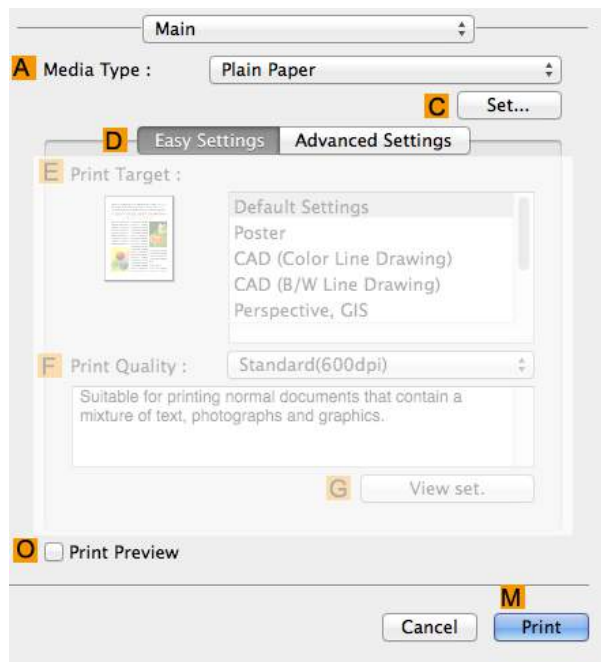 Main
A Media Type : Plain Paper
C Set...
D Easy Settings Advanced Settings
E Print Target :
Default Settings
Poster
CAD (Color Line Drawing)
CAD (B/W Line Drawing)
Perspective, GIS
F Print Quality : Standard(600dpi)
Suitable for printing normal documents that contain a
mixture of text, photographs and graphics.
G View set.
O Print Preview
M
Cancel Print